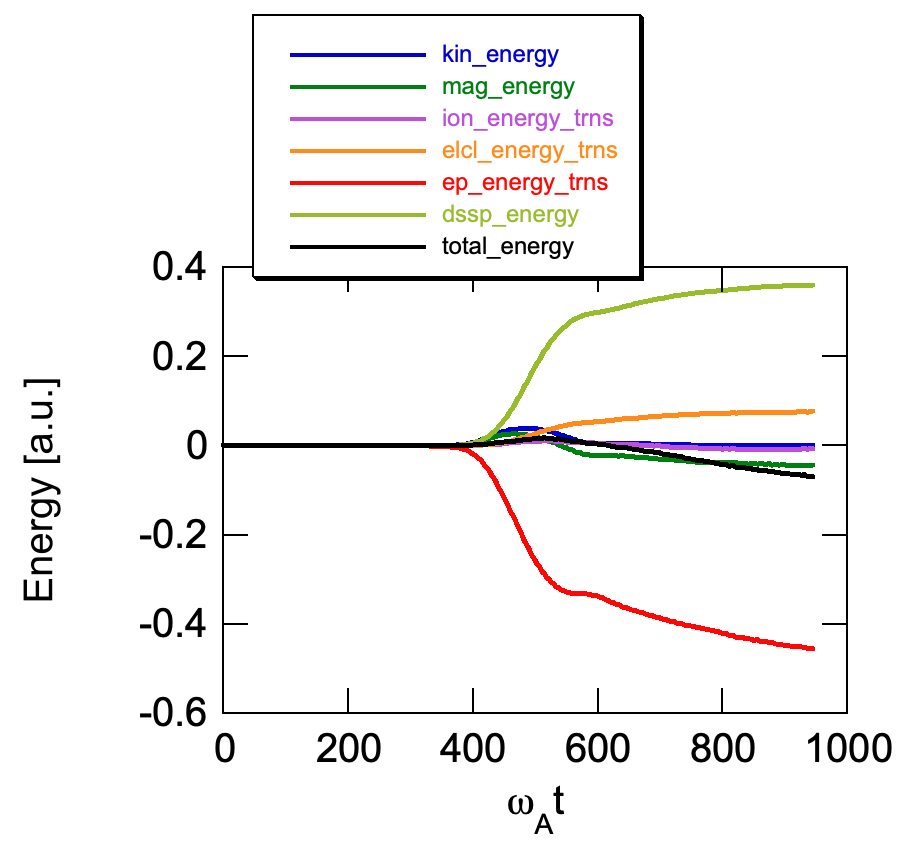 kin_energy
mag_energy
ion_energy_trns
elcl_energy_trns
ep_energy_trns
dssp_energy
total_energy
0.4
0.2
0
-0.2
-0.4
-0.6
Energy [a.u.]
0 200 400 600 800 1000
ω_A t